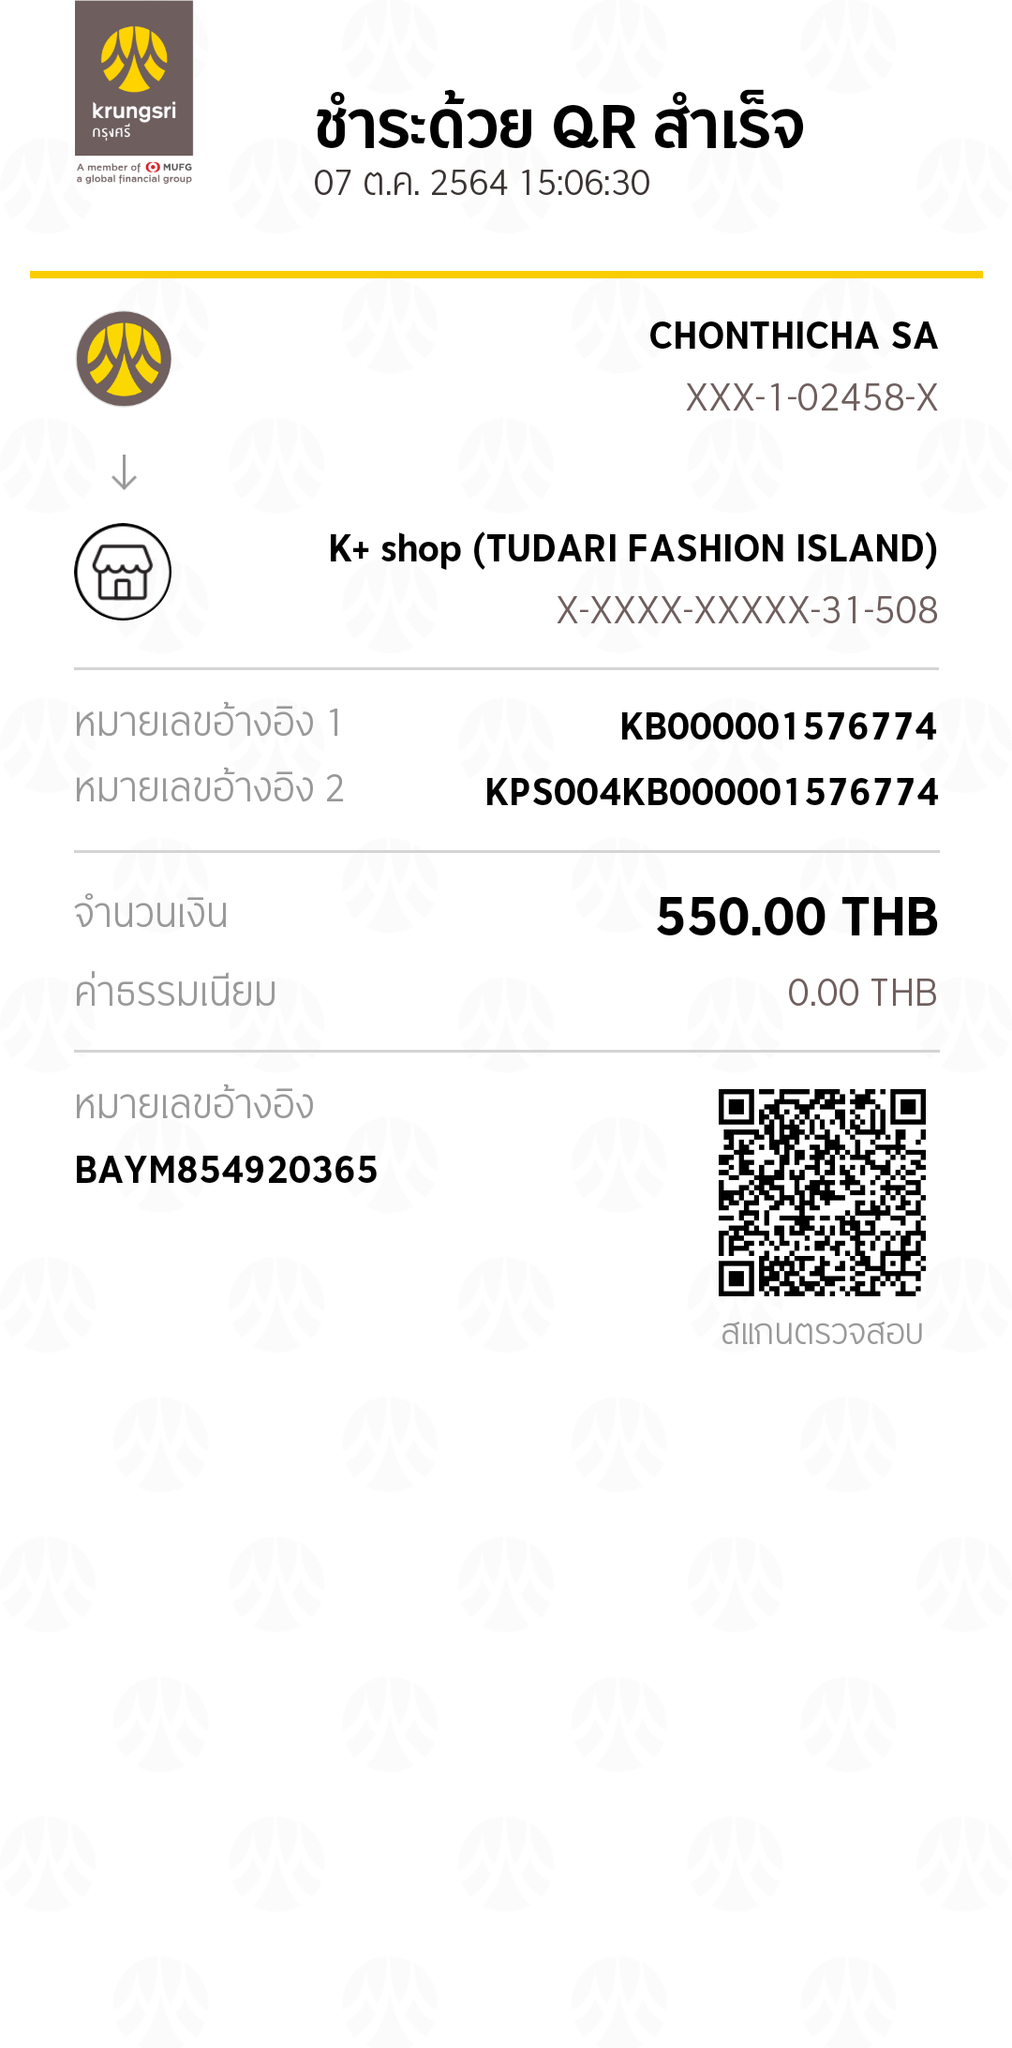 krungsri
กรุงศรี
A member of MUFG
a global financial group
ชำระด้วย QR สำเร็จ
07 ต.ค. 2564 15:06:30
CHONTHICHA SA
XXX-1-02458-X
K+ shop (TUDARI FASHION ISLAND)
X-XXXX-XXXXX-31-508
หมายเลขอ้างอิง 1 KB000001576774
หมายเลขอ้างอิง 2 KPS004KB000001576774
จำนวนเงิน 550.00 THB
ค่าธรรมเนียม 0.00 THB
หมายเลขอ้างอิง
BAYM854920365
สแกนตรวจสอบ